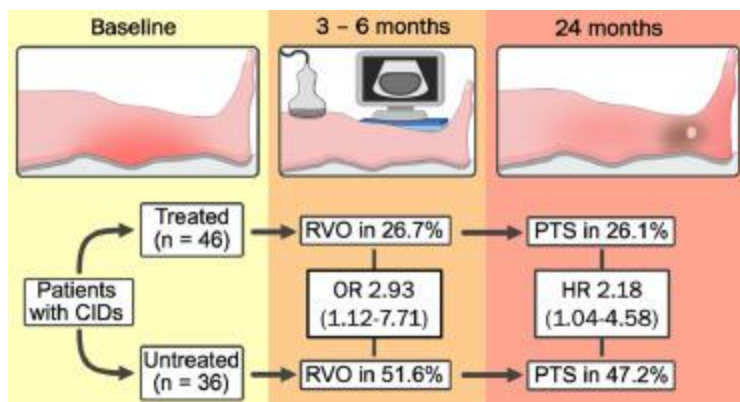 Baseline
3 – 6 months
24 months
Treated
(n = 46)
RVO in 26.7%
PTS in 26.1%
Patients
with CIDs
OR 2.93
(1.12-7.71)
HR 2.18
(1.04-4.58)
Untreated
(n = 36)
RVO in 51.6%
PTS in 47.2%